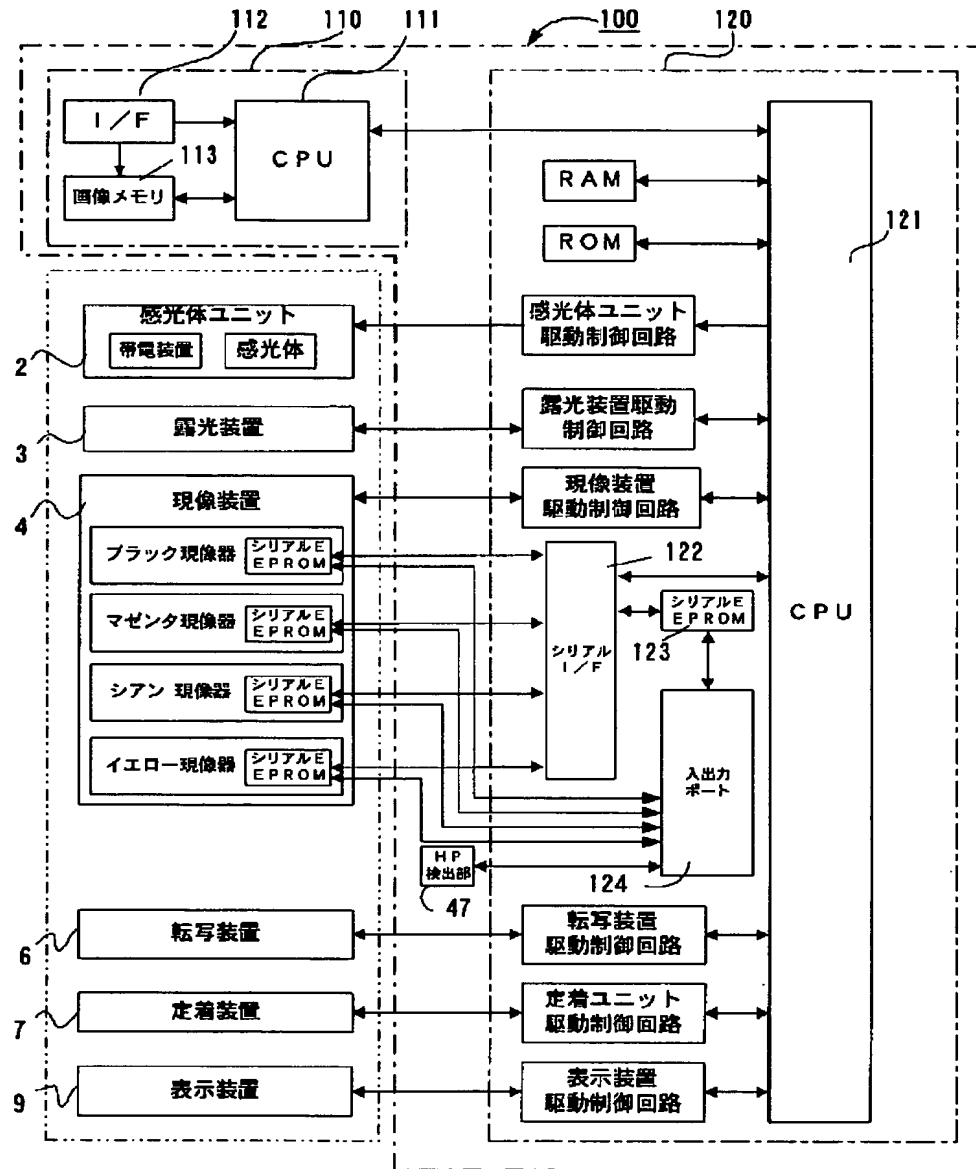 112
110
111
100
120
I/F
CPU
113
画像メモリ
RAM
ROM
121
CPU
感光体ユニット
帯電装置
感光体
2
感光体ユニット
駆動制御回路
露光装置
3
露光装置駆動
制御回路
現像装置
4
現像装置
駆動制御回路
ブラック現像器
シリアルE
EPROM
マゼンタ現像器
シリアルE
EPROM
シアン 現像器
シリアルE
EPROM
イエロー現像器
シリアルE
EPROM
122
シリアル
I/F
シリアルE
EPROM
123
入出力
ポート
124
HP
検出部
47
転写装置
6
転写装置
駆動制御回路
定着装置
7
定着ユニット
駆動制御回路
表示装置
9
表示装置
駆動制御回路